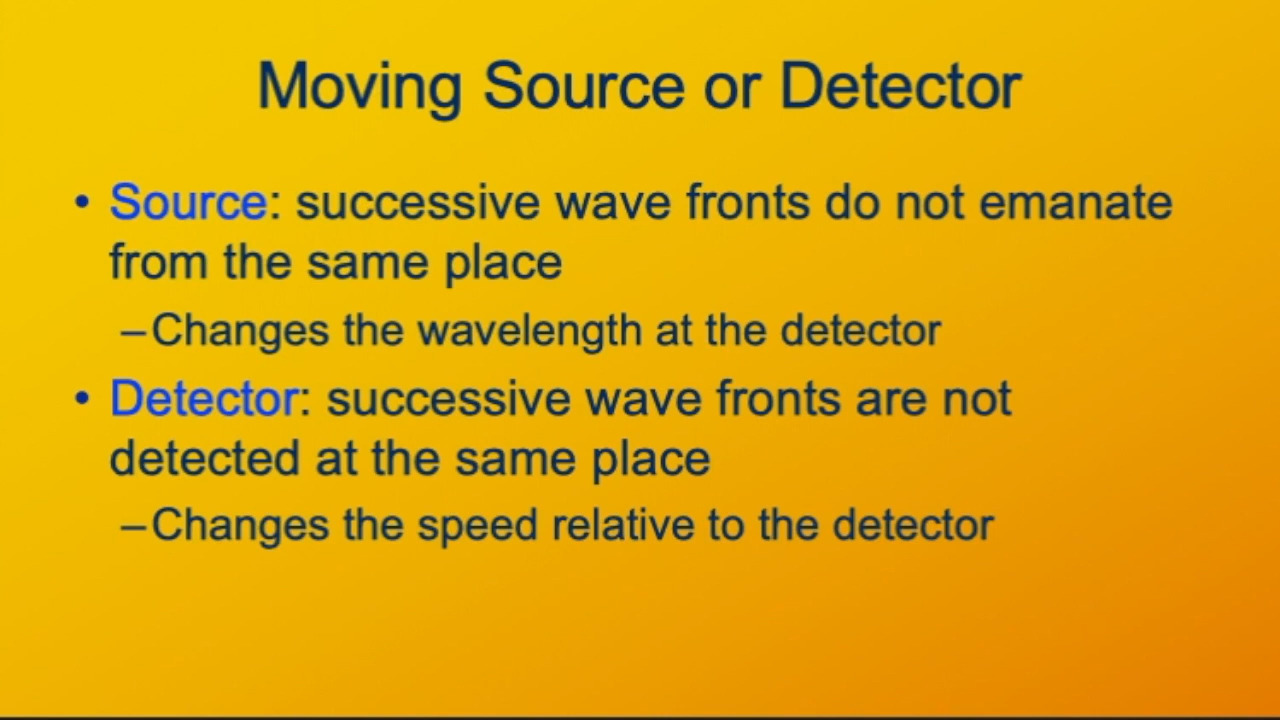 Moving Source or Detector
• Source: successive wave fronts do not emanate
from the same place
–Changes the wavelength at the detector
• Detector: successive wave fronts are not
detected at the same place
–Changes the speed relative to the detector